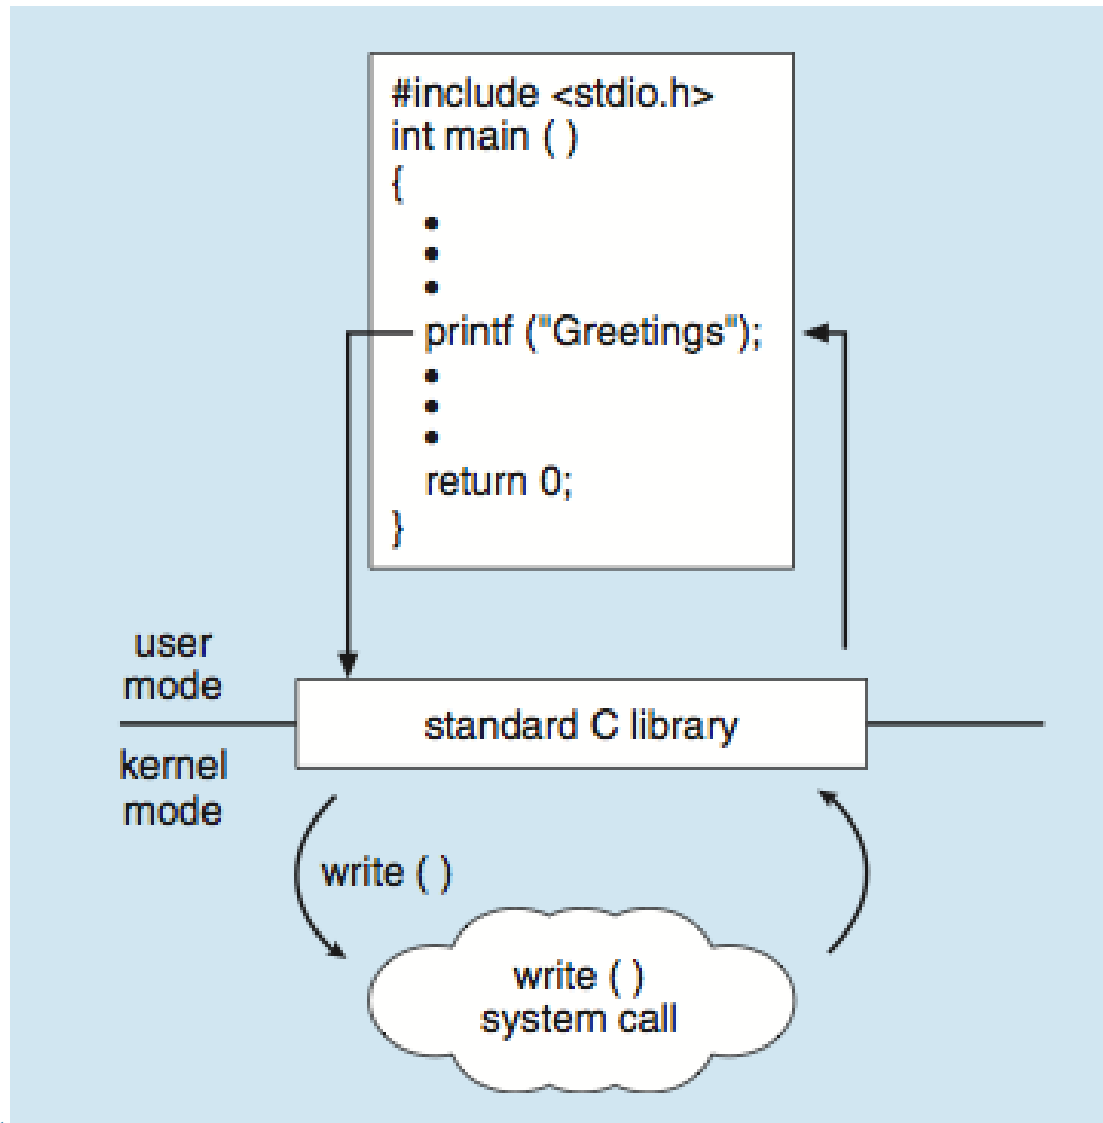 #include <stdio.h>
int main ( )
{
•
•
•
printf ("Greetings");
•
•
•
return 0;
}
user
mode
standard C library
kernel
mode
write ( )
write ( )
system call